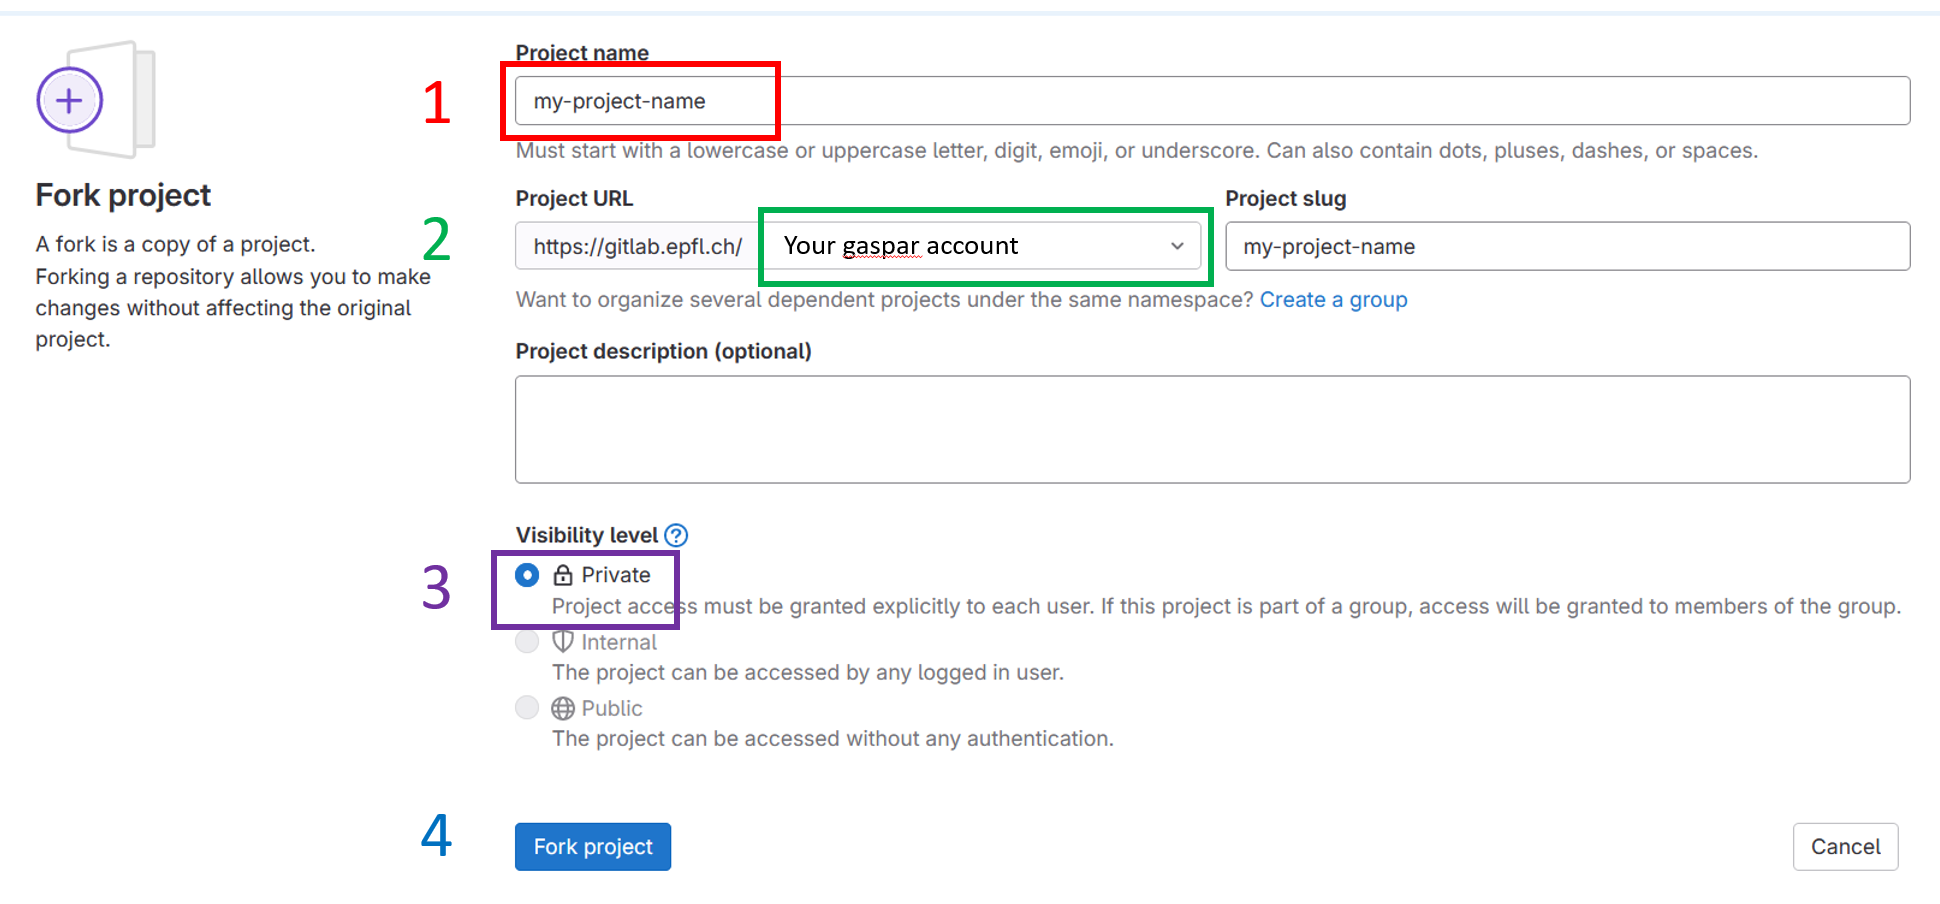 Fork project
A fork is a copy of a project.
Forking a repository allows you to make
changes without affecting the original
project.
1
Project name
my-project-name
Must start with a lowercase or uppercase letter, digit, emoji, or underscore. Can also contain dots, pluses, dashes, or spaces.
2
Project URL
https://gitlab.epfl.ch/
Your gaspar account
Project slug
my-project-name
Want to organize several dependent projects under the same namespace? Create a group
Project description (optional)
Visibility level ?
3
Private
Project access must be granted explicitly to each user. If this project is part of a group, access will be granted to members of the group.
Internal
The project can be accessed by any logged in user.
Public
The project can be accessed without any authentication.
4
Fork project
Cancel